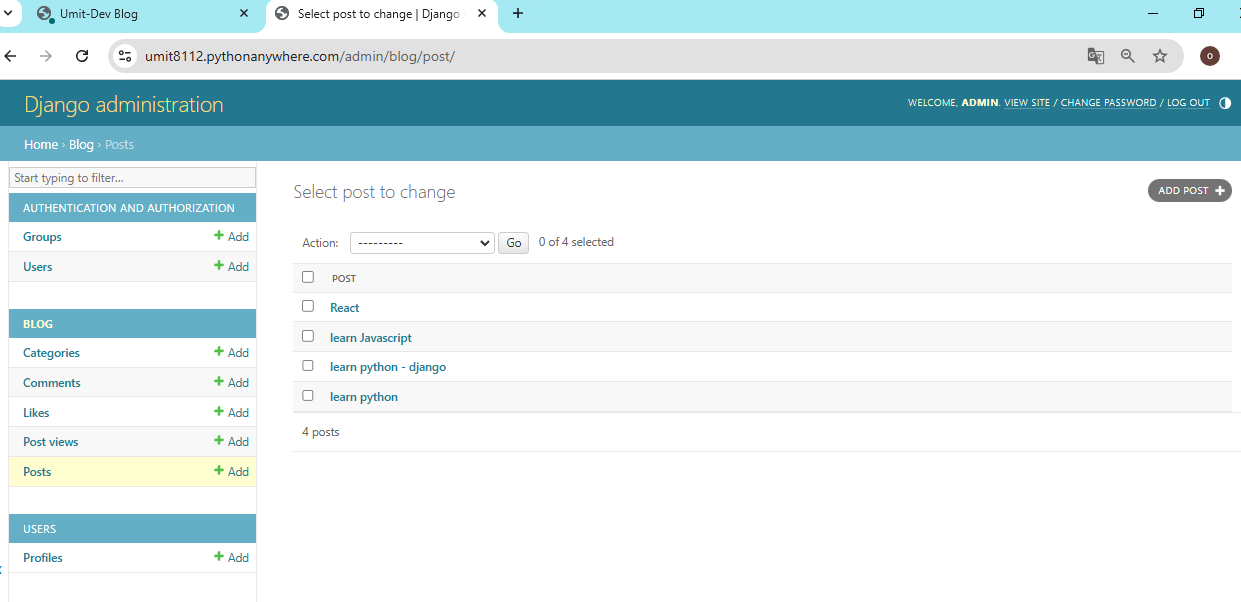 Umit-Dev Blog
Select post to change | Django
umit8112.pythonanywhere.com/admin/blog/post/
o
Django administration
WELCOME, ADMIN. VIEW SITE / CHANGE PASSWORD / LOG OUT
Home › Blog › Posts
Start typing to filter...
AUTHENTICATION AND AUTHORIZATION
Groups + Add
Users + Add
BLOG
Categories + Add
Comments + Add
Likes + Add
Post views + Add
Posts + Add
USERS
Profiles + Add
Select post to change
ADD POST +
Action: --------- Go 0 of 4 selected
POST
React
learn Javascript
learn python - django
learn python
4 posts